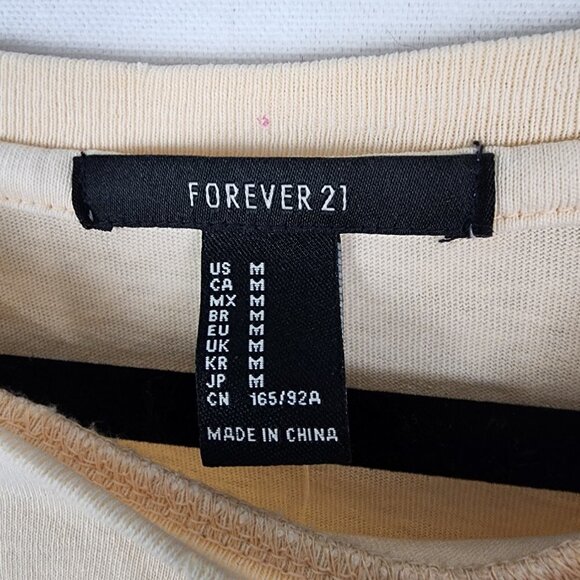 FOREVER 21
US M
CA M
MX M
BR M
EU M
UK M
KR M
JP M
CN 165/92A
MADE IN CHINA